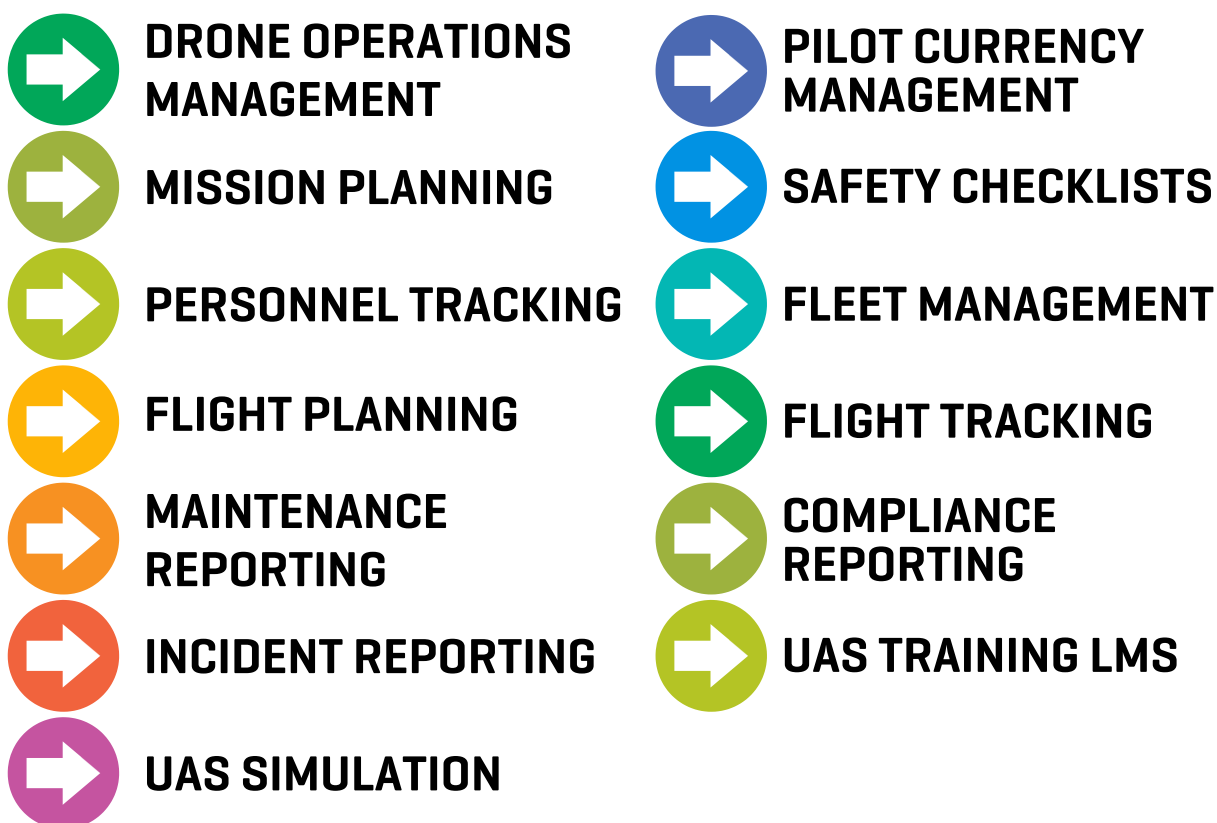 DRONE OPERATIONS
MANAGEMENT
MISSION PLANNING
PERSONNEL TRACKING
FLIGHT PLANNING
MAINTENANCE
REPORTING
INCIDENT REPORTING
UAS SIMULATION
PILOT CURRENCY
MANAGEMENT
SAFETY CHECKLISTS
FLEET MANAGEMENT
FLIGHT TRACKING
COMPLIANCE
REPORTING
UAS TRAINING LMS